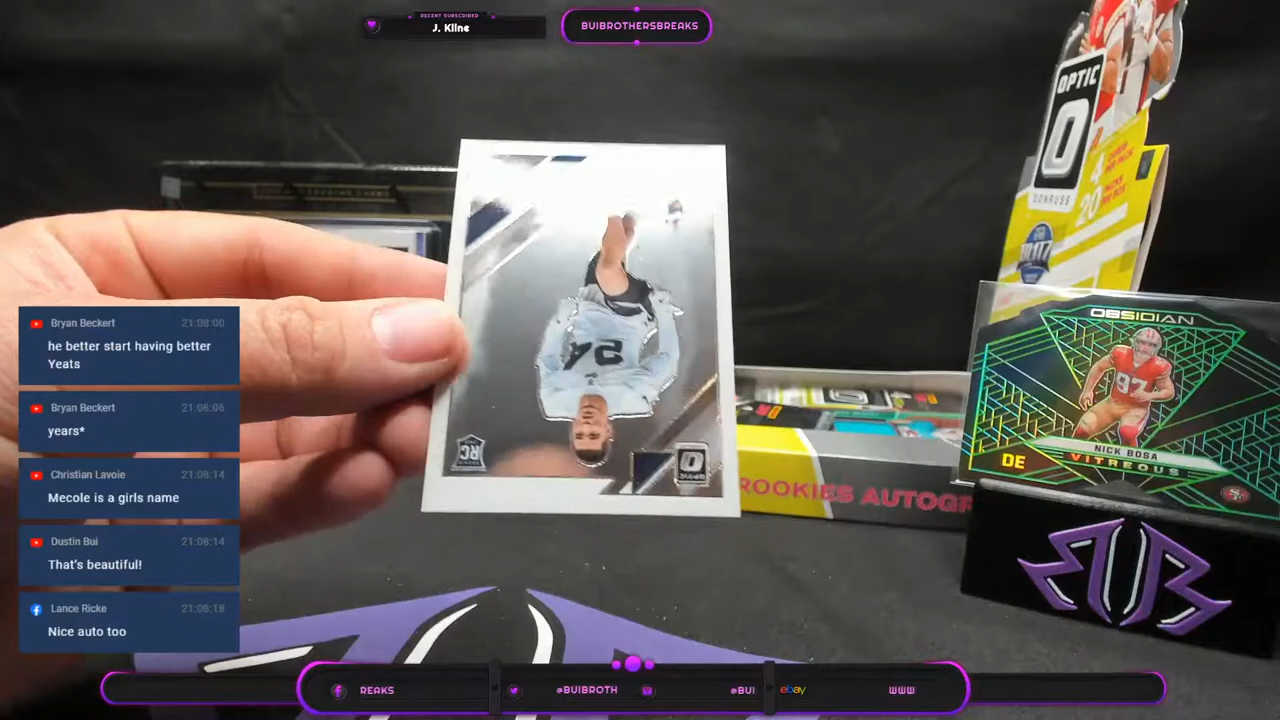 RECENT SUBSCRIBER
J. Kline
BUIBROTHERSBREAKS
OPTIC
DONRUSS
4
20
24
RC
OBSIDIAN
97
NICK BOSA
DE
VITREOUS
ROOKIES AUTOGR
Bryan Beckert 21:08:00
he better start having better
Yeats
Bryan Beckert 21:08:06
years*
Christian Lavoie 21:08:14
Mecole is a girls name
Dustin Bui 21:08:14
That's beautiful!
Lance Ricke 21:08:18
Nice auto too
REAKS
@BUIBROTH
@BUI
ebay
WWW